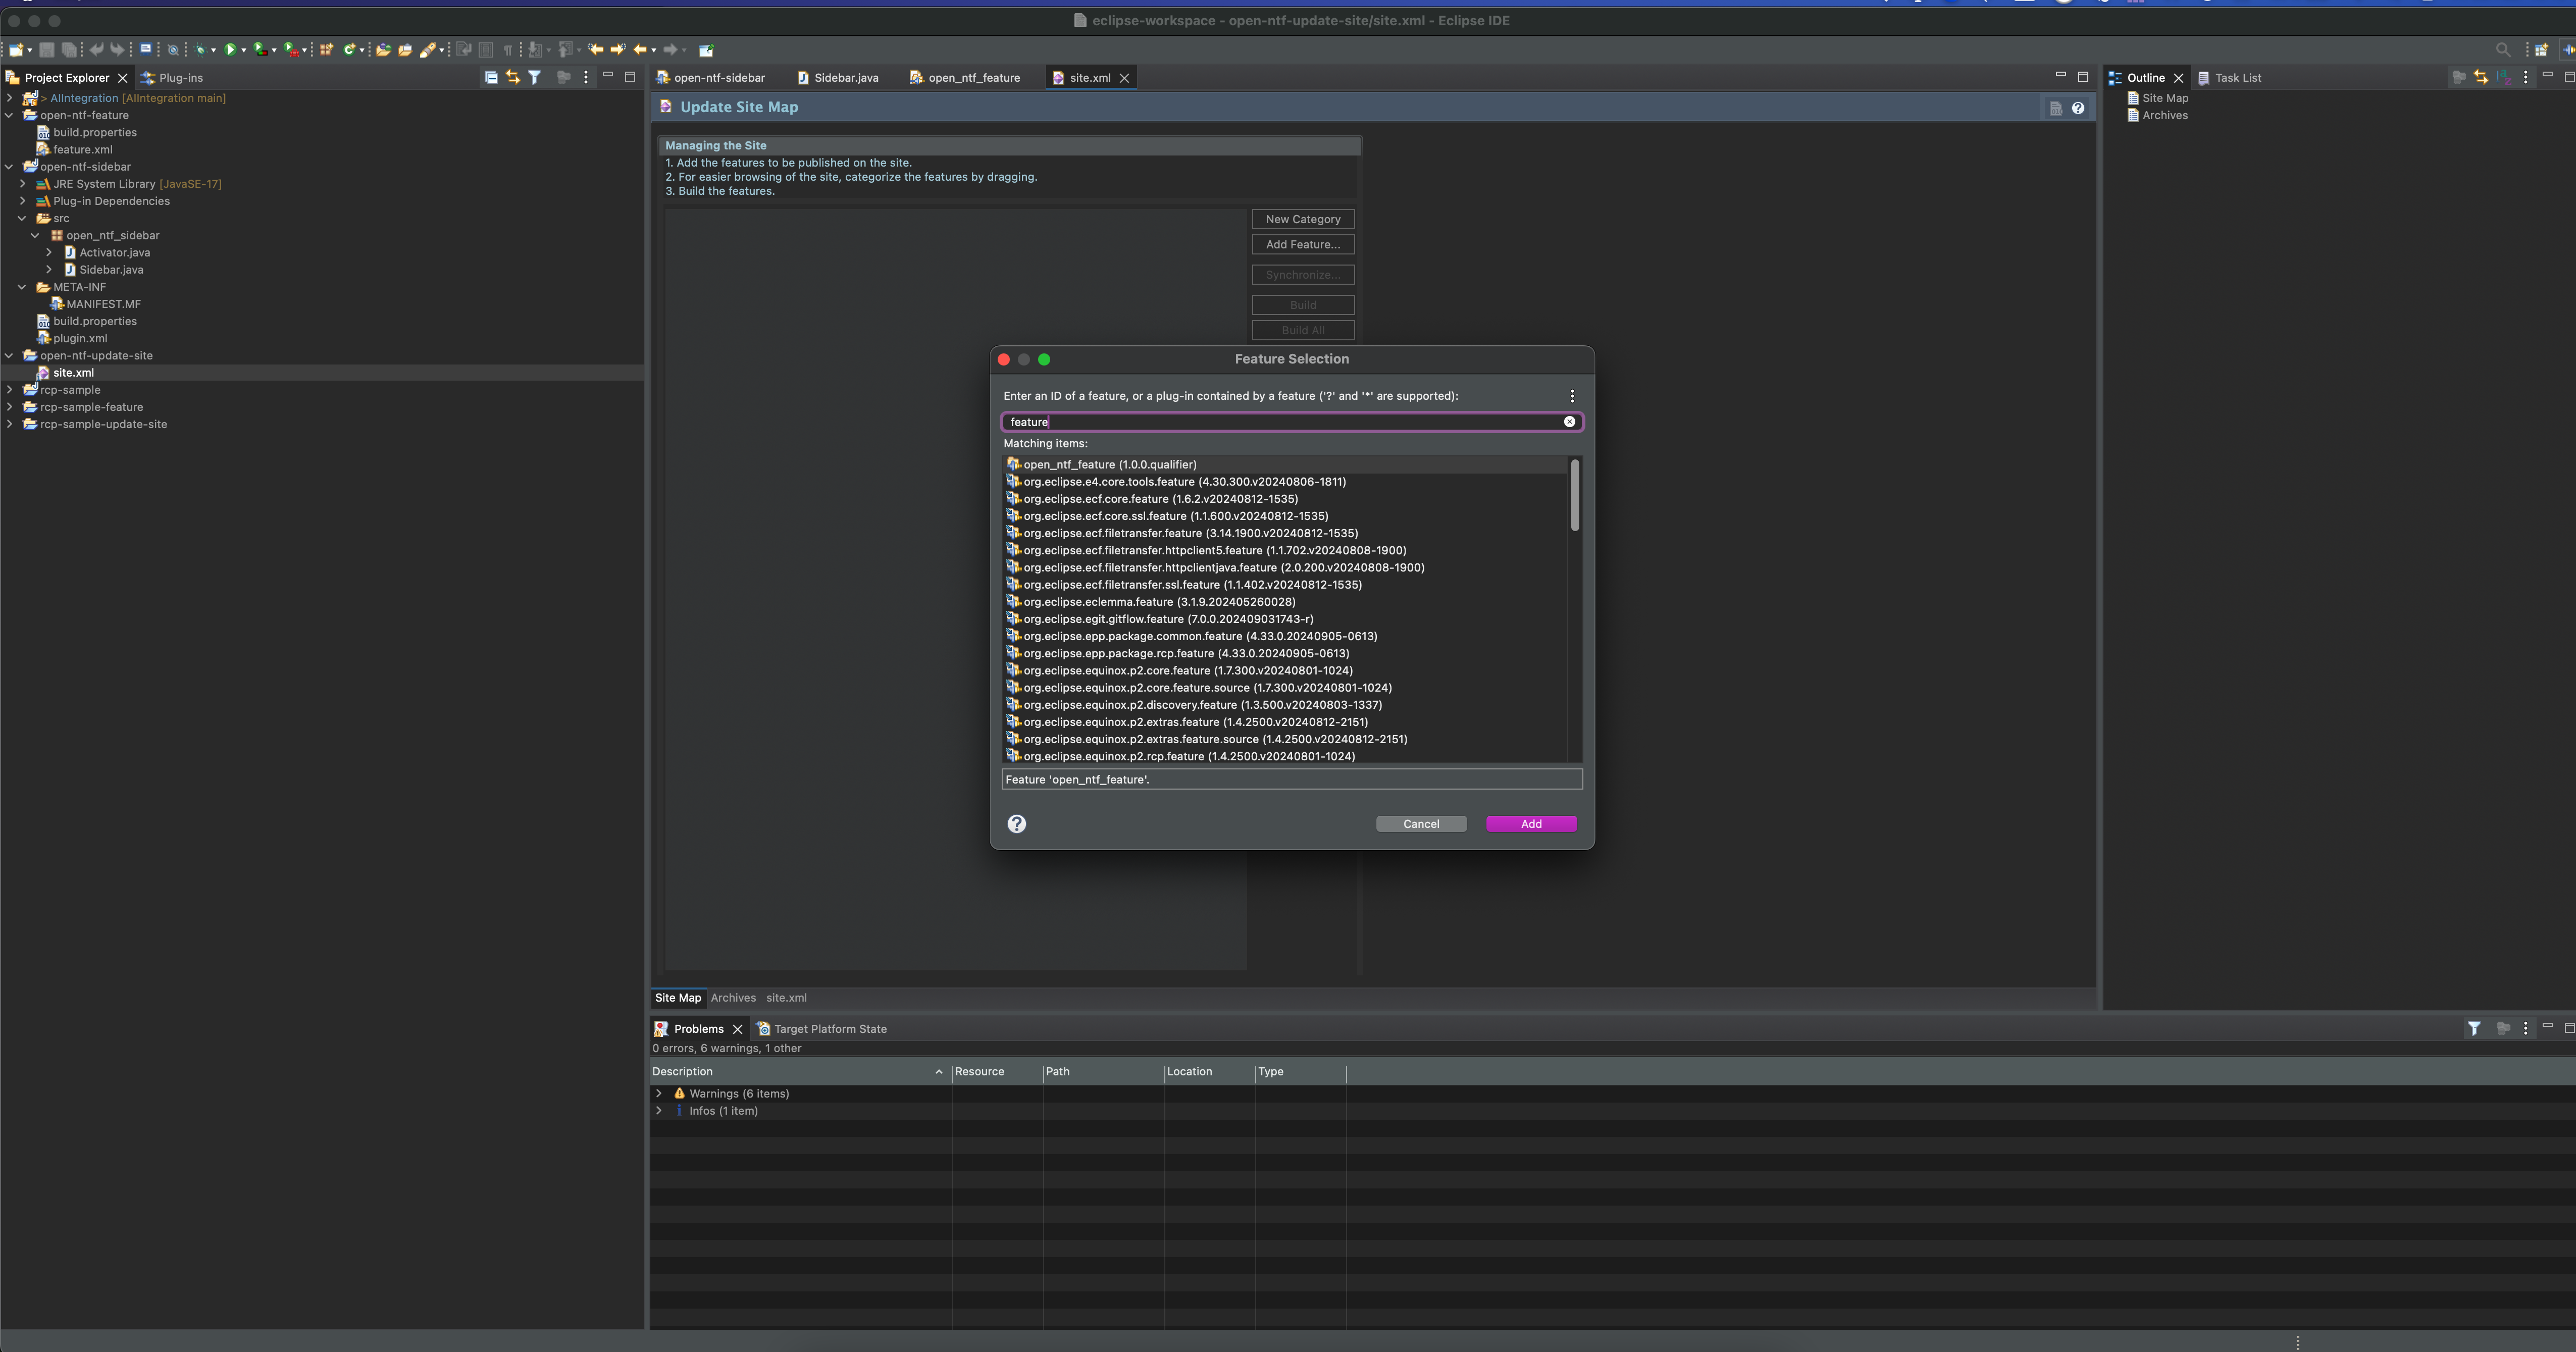 eclipse-workspace - open-ntf-update-site/site.xml - Eclipse IDE
Project Explorer
Plug-ins
> AIIntegration [AIIntegration main]
open-ntf-feature
build.properties
feature.xml
open-ntf-sidebar
JRE System Library [JavaSE-17]
Plug-in Dependencies
src
open_ntf_sidebar
Activator.java
Sidebar.java
META-INF
MANIFEST.MF
build.properties
plugin.xml
open-ntf-update-site
site.xml
rcp-sample
rcp-sample-feature
rcp-sample-update-site
open-ntf-sidebar
Sidebar.java
open_ntf_feature
site.xml
Update Site Map
Managing the Site
1. Add the features to be published on the site.
2. For easier browsing of the site, categorize the features by dragging.
3. Build the features.
New Category
Add Feature...
Synchronize...
Build
Build All
Feature Selection
Enter an ID of a feature, or a plug-in contained by a feature ('?' and '*' are supported):
feature
Matching items:
open_ntf_feature (1.0.0.qualifier)
org.eclipse.e4.core.tools.feature (4.30.300.v20240806-1811)
org.eclipse.ecf.core.feature (1.6.2.v20240812-1535)
org.eclipse.ecf.core.ssl.feature (1.1.600.v20240812-1535)
org.eclipse.ecf.filetransfer.feature (3.14.1900.v20240812-1535)
org.eclipse.ecf.filetransfer.httpclient5.feature (1.1.702.v20240808-1900)
org.eclipse.ecf.filetransfer.httpclientjava.feature (2.0.200.v20240808-1900)
org.eclipse.ecf.filetransfer.ssl.feature (1.1.402.v20240812-1535)
org.eclipse.eclemma.feature (3.1.9.202405260028)
org.eclipse.egit.gitflow.feature (7.0.0.202409031743-r)
org.eclipse.epp.package.common.feature (4.33.0.20240905-0613)
org.eclipse.epp.package.rcp.feature (4.33.0.20240905-0613)
org.eclipse.equinox.p2.core.feature (1.7.300.v20240801-1024)
org.eclipse.equinox.p2.core.feature.source (1.7.300.v20240801-1024)
org.eclipse.equinox.p2.discovery.feature (1.3.500.v20240803-1337)
org.eclipse.equinox.p2.extras.feature (1.4.2500.v20240812-2151)
org.eclipse.equinox.p2.extras.feature.source (1.4.2500.v20240812-2151)
org.eclipse.equinox.p2.rcp.feature (1.4.2500.v20240801-1024)
Feature 'open_ntf_feature'.
Cancel
Add
Site Map
Archives
site.xml
Outline
Task List
Site Map
Archives
Problems
Target Platform State
0 errors, 6 warnings, 1 other
Description
Resource
Path
Location
Type
Warnings (6 items)
Infos (1 item)